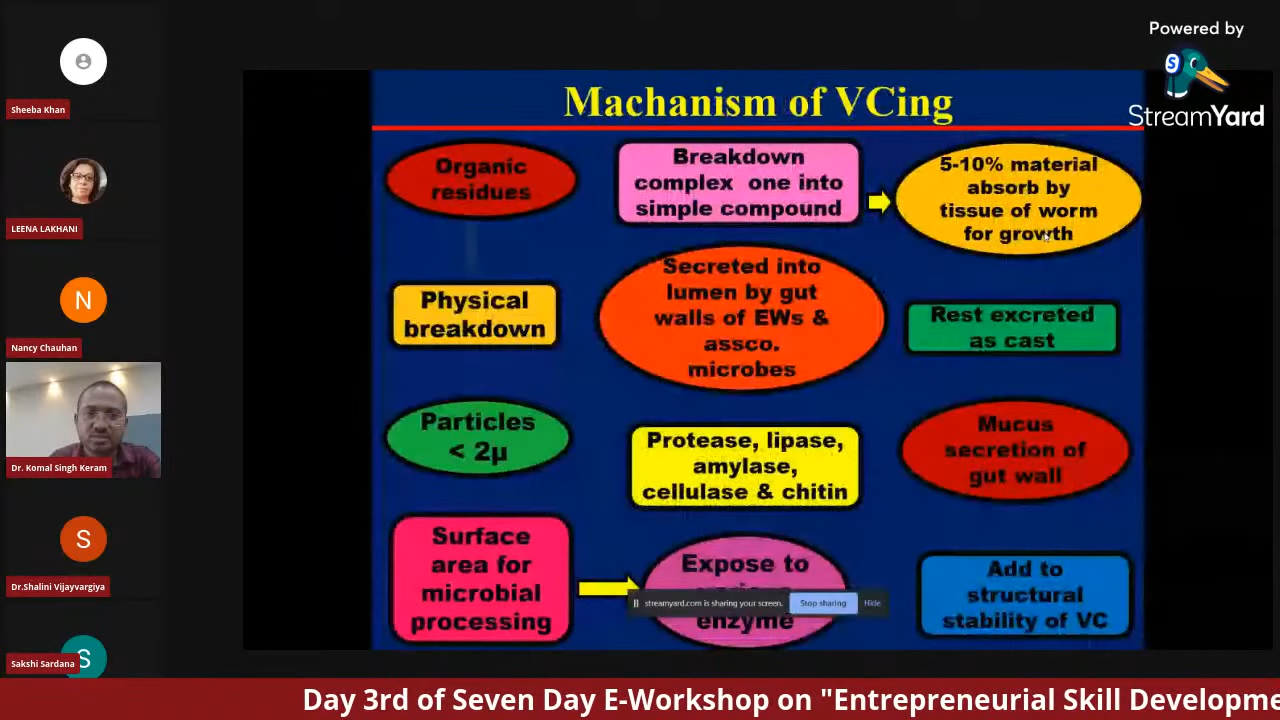 Powered by
StreamYard
Sheeba Khan
LEENA LAKHANI
N
Nancy Chauhan
Dr. Komal Singh Keram
S
Dr.Shalini Vijayvargiya
S
Sakshi Sardana
Machanism of VCing
Organic
residues
Physical
breakdown
Particles
< 2µ
Surface
area for
microbial
processing
Breakdown
complex one into
simple compound
Secreted into
lumen by gut
walls of EWs &
assco.
microbes
Protease, lipase,
amylase,
cellulase & chitin
Expose to
enzyme
5-10% material
absorb by
tissue of worm
for growth
Rest excreted
as cast
Mucus
secretion of
gut wall
Add to
structural
stability of VC
streamyard.com is sharing your screen.
Stop sharing
Hide
Day 3rd of Seven Day E-Workshop on "Entrepreneurial Skill Developme